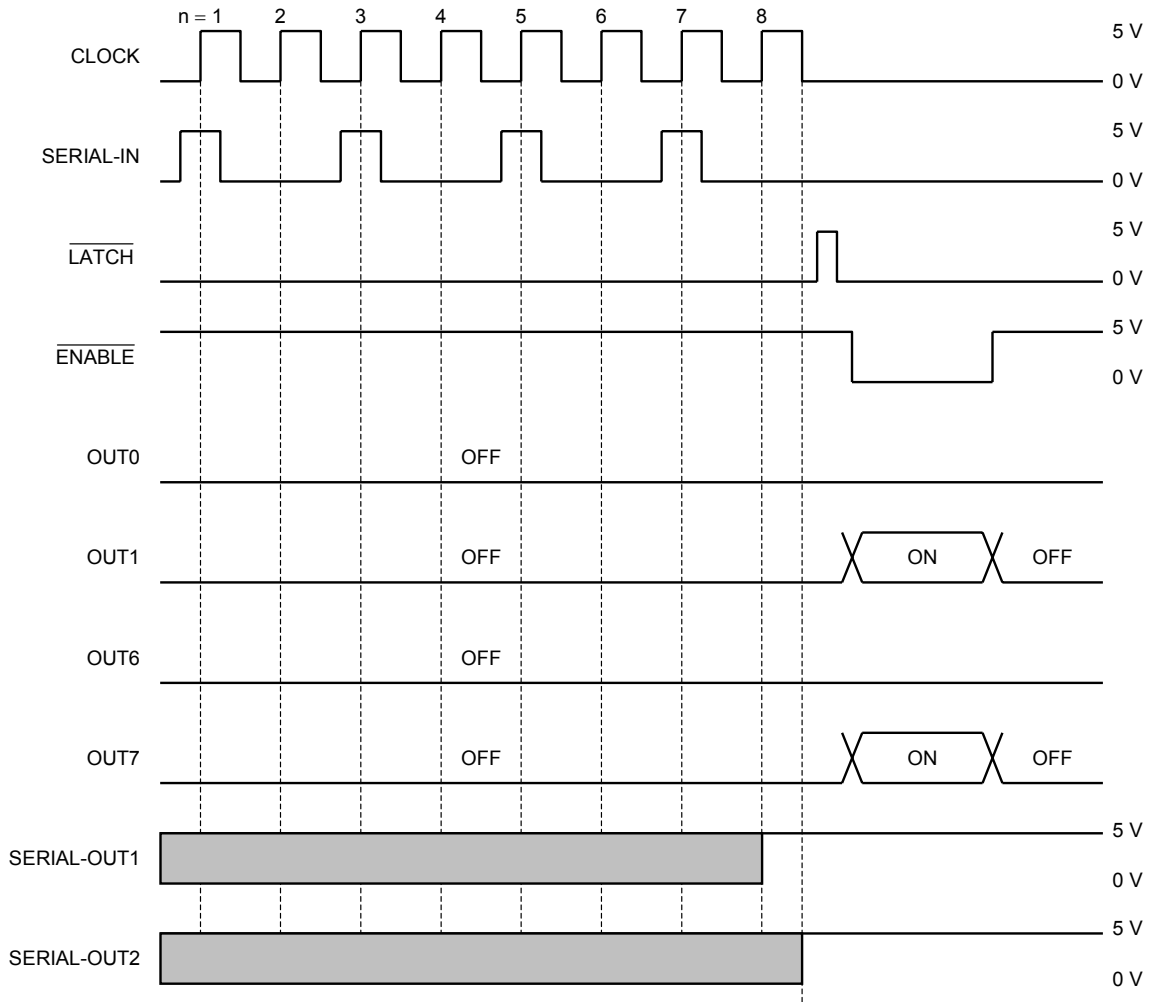 n = 1 2 3 4 5 6 7 8
CLOCK
5 V
0 V
SERIAL-IN
5 V
0 V
LATCH
5 V
0 V
ENABLE
5 V
0 V
OUT0
OFF
OUT1
OFF
ON
OFF
OUT6
OFF
OUT7
OFF
ON
OFF
SERIAL-OUT1
5 V
0 V
SERIAL-OUT2
5 V
0 V